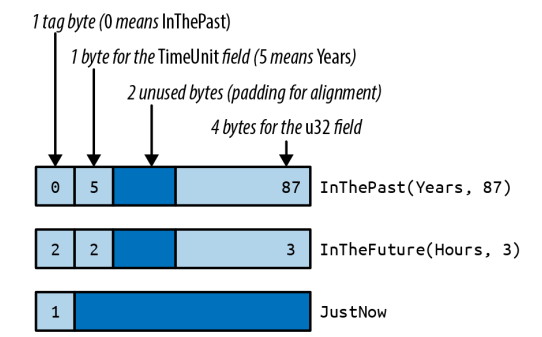 1 tag byte (0 means InThePast)
1 byte for the TimeUnit field (5 means Years)
2 unused bytes (padding for alignment)
4 bytes for the u32 field
0 5 87 InThePast(Years, 87)
2 2 3 InTheFuture(Hours, 3)
1 JustNow